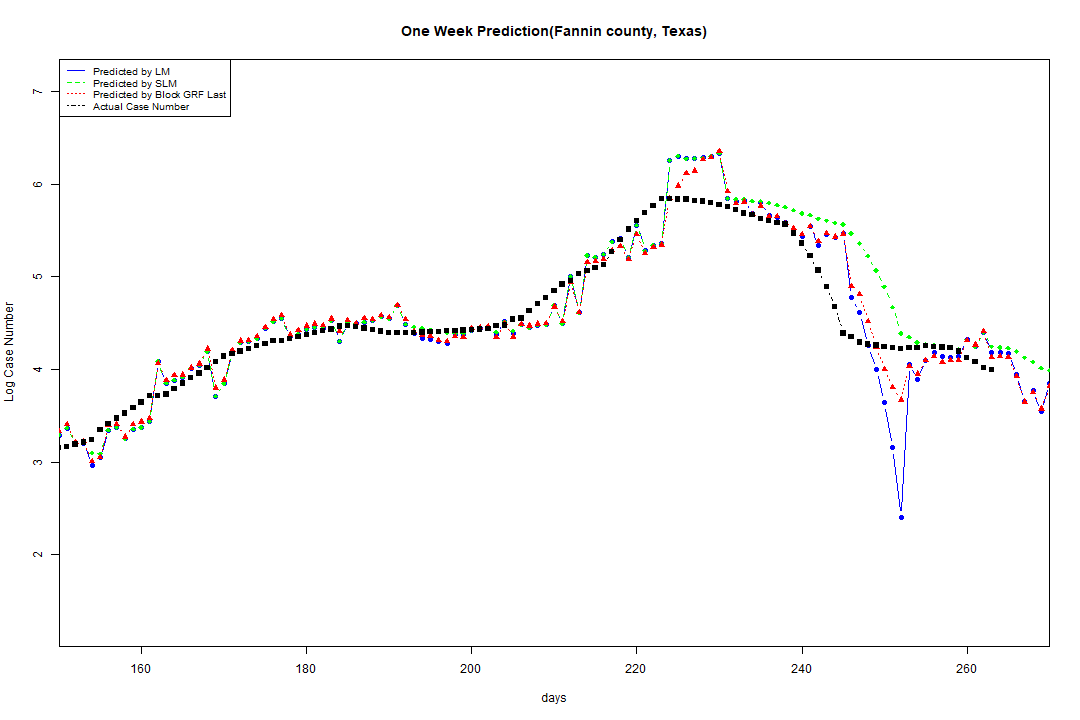 One Week Prediction(Fannin county, Texas)
Predicted by LM
Predicted by SLM
Predicted by Block GRF Last
Actual Case Number
7
6
5
4
3
2
Log Case Number
160 180 200 220 240 260
days